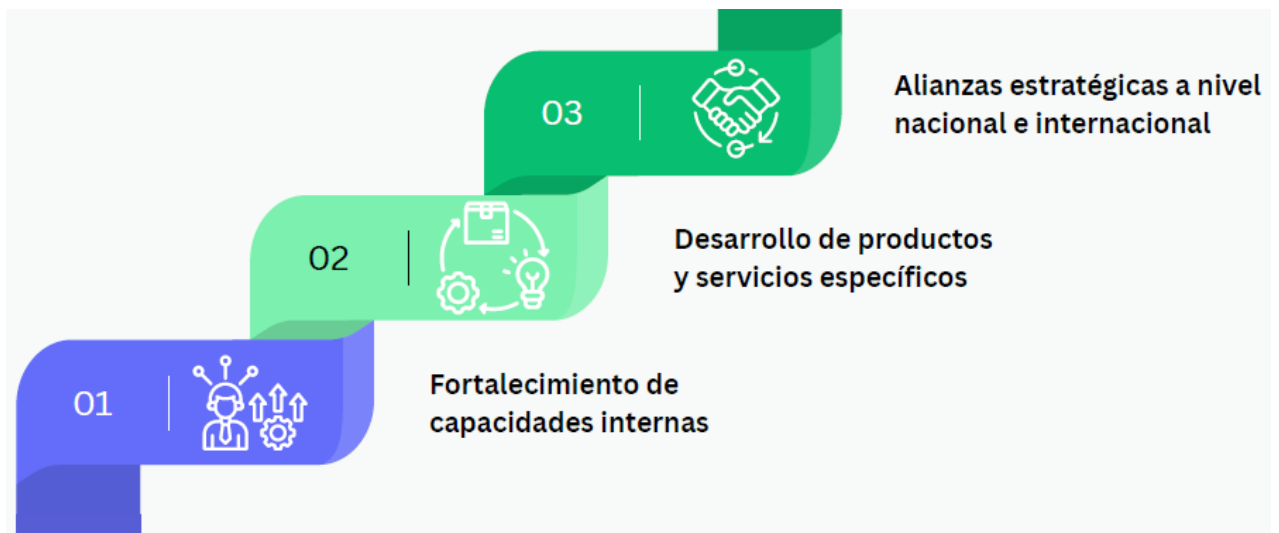 03
Alianzas estratégicas a nivel
nacional e internacional
02
Desarrollo de productos
y servicios específicos
01
Fortalecimiento de
capacidades internas